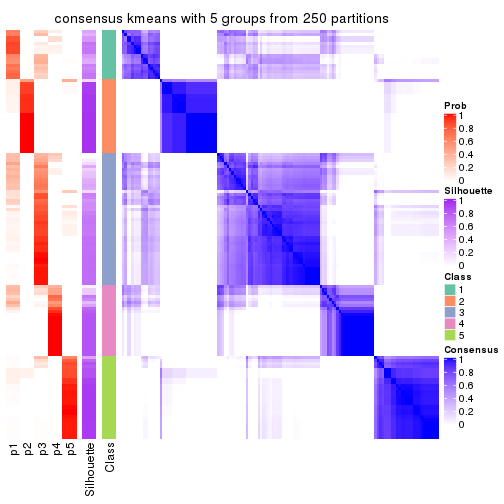 consensus kmeans with 5 groups from 250 partitions
Prob
1
0.8
0.6
0.4
0.2
0
Silhouette
1
0.8
0.6
0.4
0.2
0
Class
1
2
3
4
5
Consensus
1
0.8
0.6
0.4
0.2
0
p1
p2
p3
p4
p5
Silhouette
Class